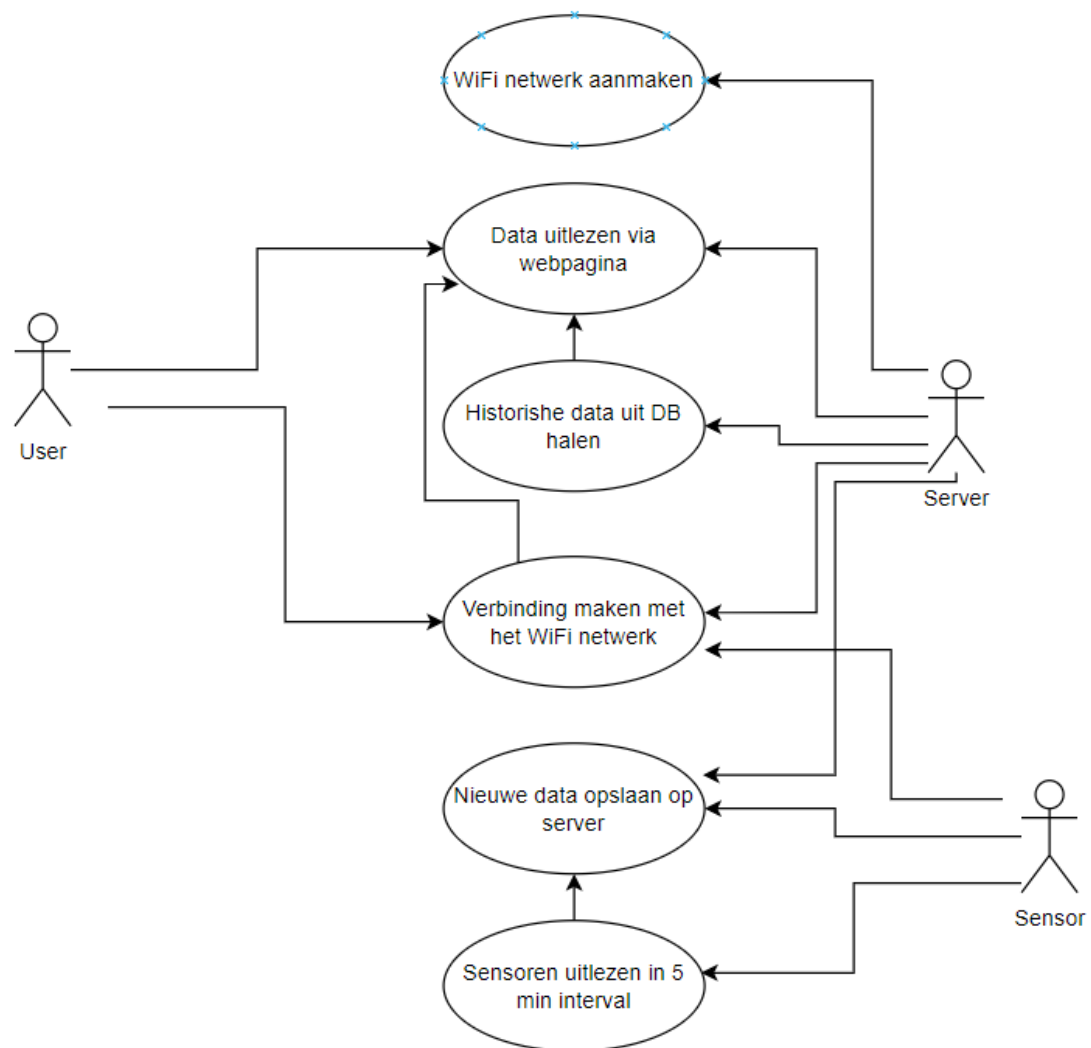 WiFi netwerk aanmaken
Data uitlezen via
webpagina
Historishe data uit DB
halen
User
Server
Verbinding maken met
het WiFi netwerk
Nieuwe data opslaan op
server
Sensor
Sensoren uitlezen in 5
min interval